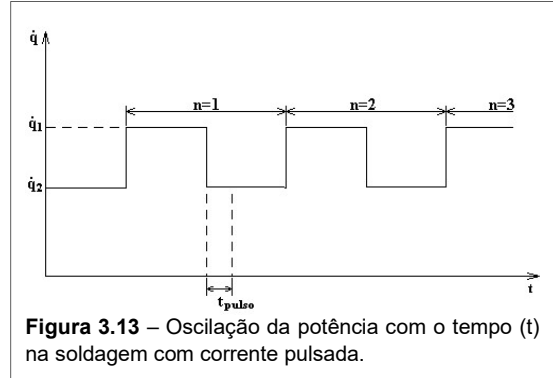 q̇
n=1
n=2
n=3
q̇1
q̇2
t
tpulso
Figura 3.13 – Oscilação da potência com o tempo (t)
na soldagem com corrente pulsada.